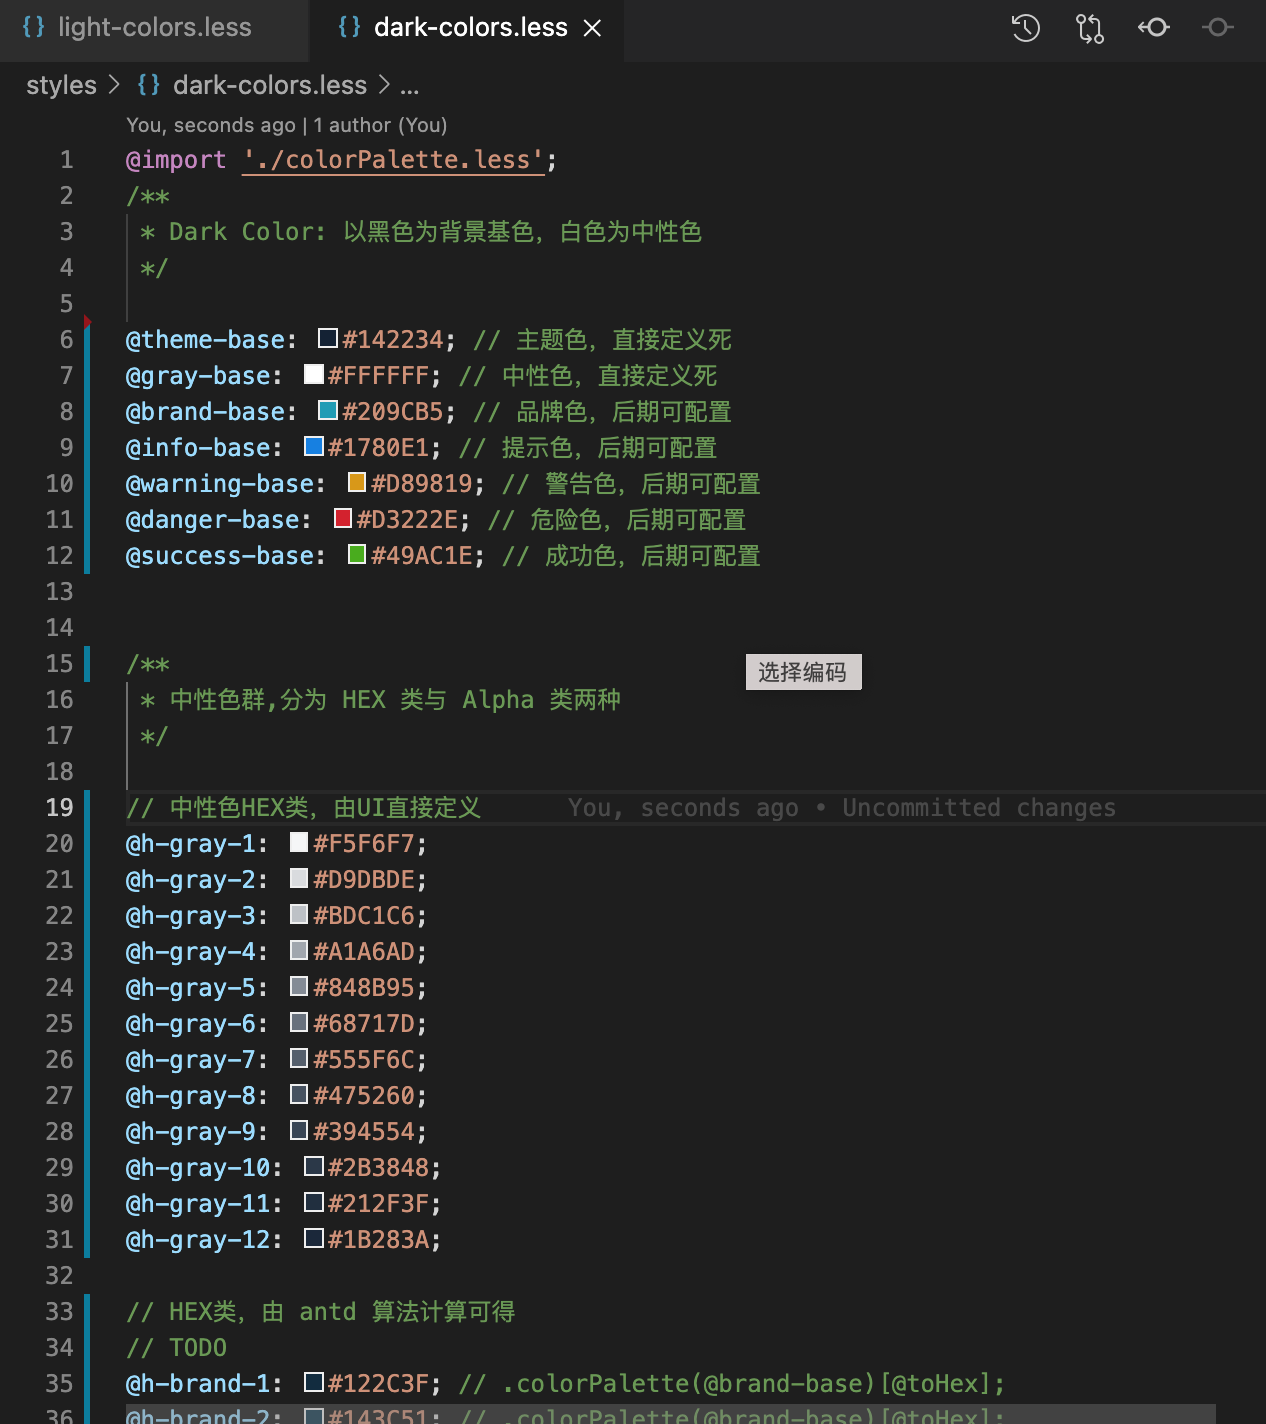 light-colors.less
dark-colors.less
styles > dark-colors.less > ...
You, seconds ago | 1 author (You)
1 @import './colorPalette.less';
2 /**
3 * Dark Color: 以黑色为背景基色，白色为中性色
4 */
5
6 @theme-base: #142234; // 主题色，直接定义死
7 @gray-base: #FFFFFF; // 中性色，直接定义死
8 @brand-base: #209CB5; // 品牌色，后期可配置
9 @info-base: #1780E1; // 提示色，后期可配置
10 @warning-base: #D89819; // 警告色，后期可配置
11 @danger-base: #D3222E; // 危险色，后期可配置
12 @success-base: #49AC1E; // 成功色，后期可配置
13
14
15 /**
选择编码
16 * 中性色群,分为 HEX 类与 Alpha 类两种
17 */
18
19 // 中性色HEX类，由UI直接定义 You, seconds ago • Uncommitted changes
20 @h-gray-1: #F5F6F7;
21 @h-gray-2: #D9DBDE;
22 @h-gray-3: #BDC1C6;
23 @h-gray-4: #A1A6AD;
24 @h-gray-5: #848B95;
25 @h-gray-6: #68717D;
26 @h-gray-7: #555F6C;
27 @h-gray-8: #475260;
28 @h-gray-9: #394554;
29 @h-gray-10: #2B3848;
30 @h-gray-11: #212F3F;
31 @h-gray-12: #1B283A;
32
33 // HEX类，由 antd 算法计算可得
34 // TODO
35 @h-brand-1: #122C3F; // .colorPalette(@brand-base)[@toHex];
36 @h-brand-2: #143C51; // .colorPalette(@brand-base)[@toHex];